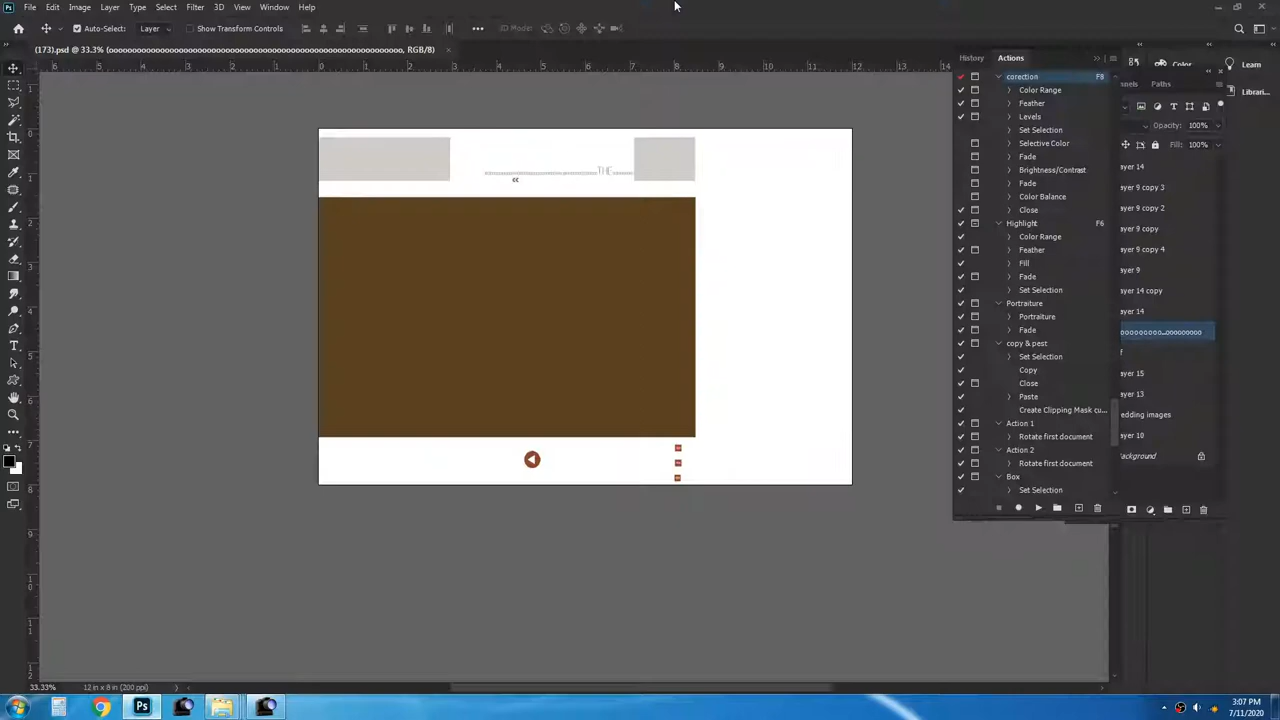 File Edit Image Layer Type Select Filter 3D View Window Help
Auto-Select: Layer Show Transform Controls 3D Mode:
(173).psd @ 33.3% (oooooooooooooooooooooooooooooooooooooooooooooooooo, RGB/8)
History Actions
Color Learn
Paths Librari...
corection F8
Color Range
Feather
Levels
Set Selection
Selective Color
Fade
Brightness/Contrast
Fade
Color Balance
Close
Highlight F6
Color Range
Feather
Fill
Fade
Set Selection
Portraiture
Portraiture
Fade
copy & pest
Set Selection
Copy
Close
Paste
Create Clipping Mask cu...
Action 1
Rotate first document
Action 2
Rotate first document
Box
Set Selection
Opacity: 100%
Fill: 100%
ayer 14
ayer 9 copy 3
ayer 9 copy 2
ayer 9 copy
ayer 9 copy 4
ayer 9
ayer 14 copy
ayer 14
ooooooooo...ooooooooo
f
ayer 15
ayer 13
edding images
ayer 10
ackground
THE
33.33% 12 in x 8 in (200 ppi)
3:07 PM
7/11/2020